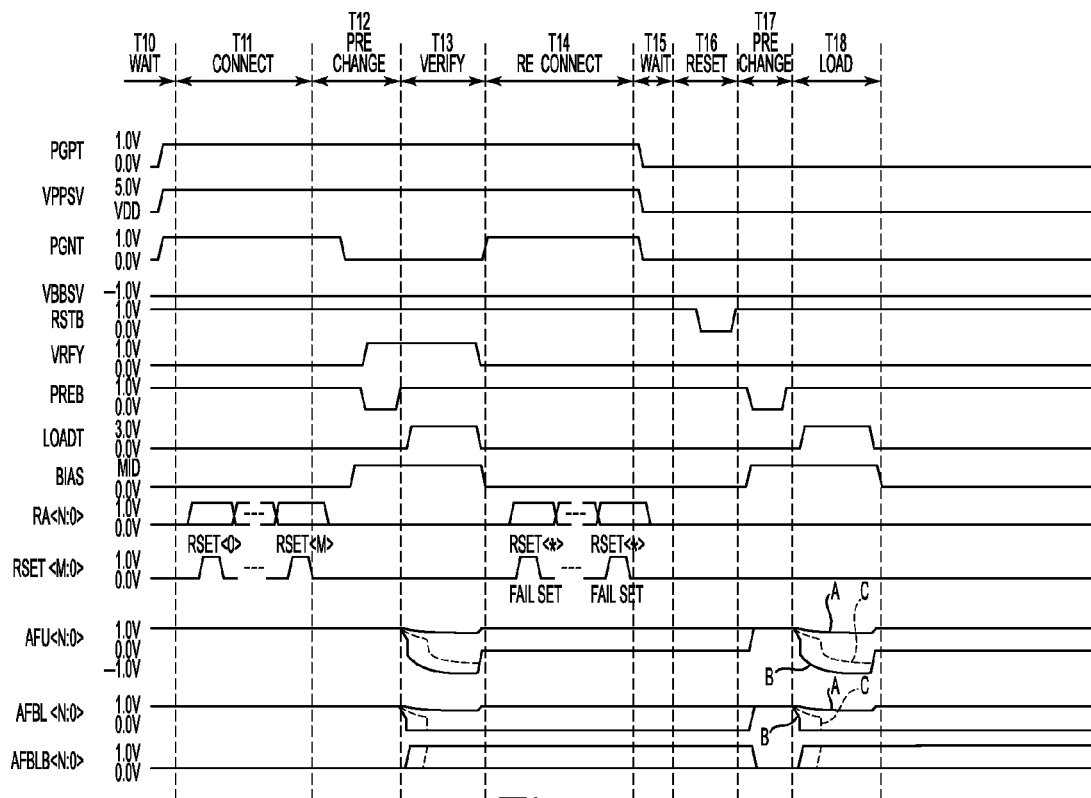 T10 WAIT
T11 CONNECT
T12 PRE CHANGE
T13 VERIFY
T14 RE CONNECT
T15 WAIT
T16 RESET
T17 PRE CHANGE
T18 LOAD
PGPT 1.0V 0.0V
VPPSV 5.0V VDD
PGNT 1.0V 0.0V
VBBSV −1.0V
RSTB 1.0V 0.0V
VRFY 1.0V 0.0V
PREB 1.0V 0.0V
LOADT 3.0V 0.0V
BIAS MID 0.0V
RA<N:0> 1.0V 0.0V
RSET<0> RSET<M> RSET<*> RSET<*>
RSET <M:0> 1.0V 0.0V
FAIL SET FAIL SET
A C
AFU<N:0> 1.0V 0.0V −1.0V
B
A C
AFBL <N:0> 1.0V 0.0V
B
AFBLB<N:0> 1.0V 0.0V